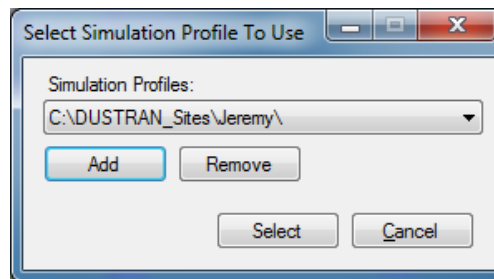 Select Simulation Profile To Use
Simulation Profiles:
C:\DUSTRAN_Sites\Jeremy\
Add Remove
Select Cancel